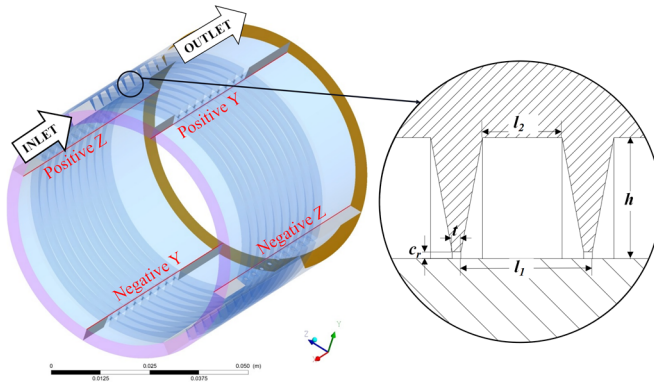 OUTLET
INLET
Positive Z
Positive Y
Negative Y
Negative Z
l2
h
t
cr
l1
Z
Y
0
0.025
0.050 (m)
0.0125
0.0375